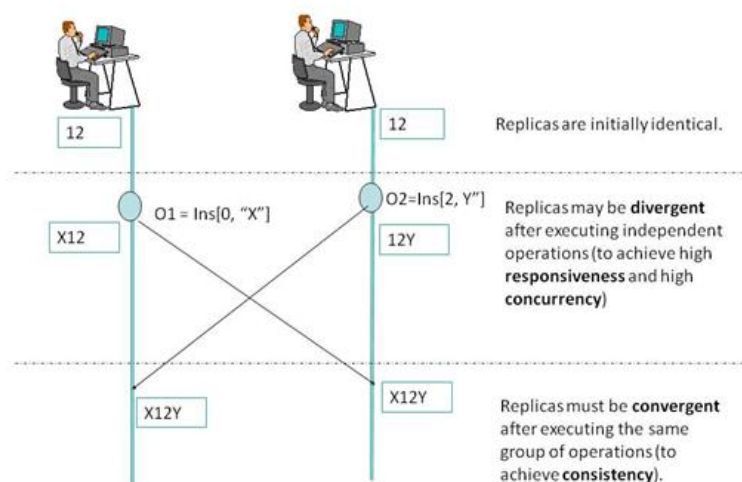 12
12
Replicas are initially identical.
O1 = Ins[0, "X"]
O2=Ins[2, Y"]
X12
12Y
Replicas may be divergent
after executing independent
operations (to achieve high
responsiveness and high
concurrency)
X12Y
X12Y
Replicas must be convergent
after executing the same
group of operations (to
achieve consistency).